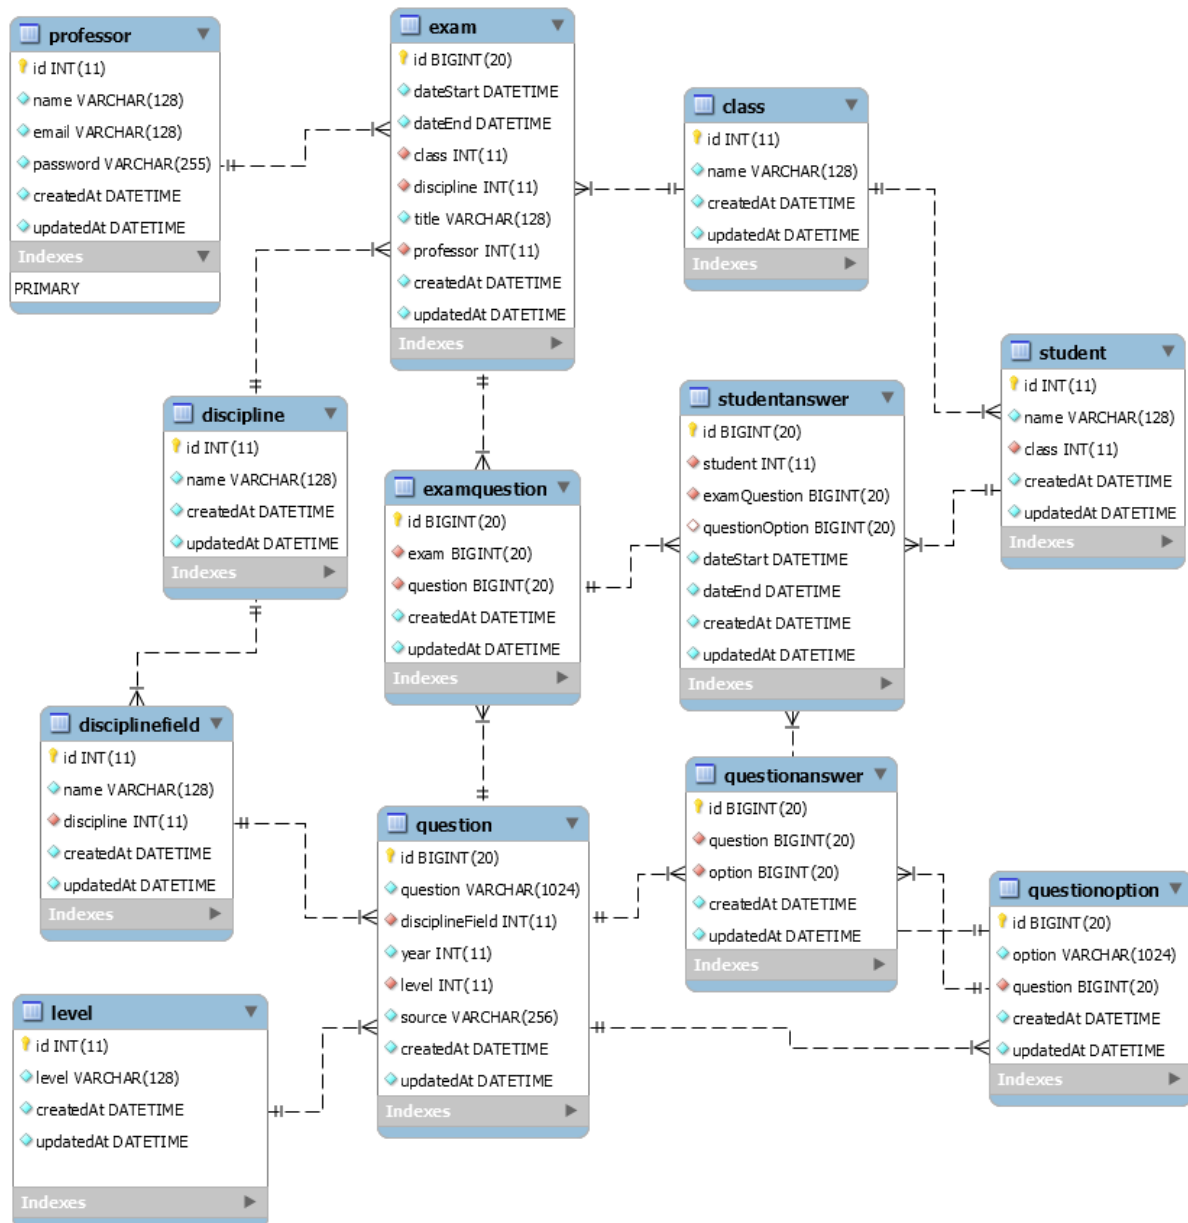 professor
id INT(11)
name VARCHAR(128)
email VARCHAR(128)
password VARCHAR(255)
createdAt DATETIME
updatedAt DATETIME
Indexes
PRIMARY
exam
id BIGINT(20)
dateStart DATETIME
dateEnd DATETIME
class INT(11)
discipline INT(11)
title VARCHAR(128)
professor INT(11)
createdAt DATETIME
updatedAt DATETIME
Indexes
class
id INT(11)
name VARCHAR(128)
createdAt DATETIME
updatedAt DATETIME
Indexes
student
id INT(11)
name VARCHAR(128)
class INT(11)
createdAt DATETIME
updatedAt DATETIME
Indexes
discipline
id INT(11)
name VARCHAR(128)
createdAt DATETIME
updatedAt DATETIME
Indexes
examquestion
id BIGINT(20)
exam BIGINT(20)
question BIGINT(20)
createdAt DATETIME
updatedAt DATETIME
Indexes
studentanswer
id BIGINT(20)
student INT(11)
examQuestion BIGINT(20)
questionOption BIGINT(20)
dateStart DATETIME
dateEnd DATETIME
createdAt DATETIME
updatedAt DATETIME
Indexes
disciplinefield
id INT(11)
name VARCHAR(128)
discipline INT(11)
createdAt DATETIME
updatedAt DATETIME
Indexes
question
id BIGINT(20)
question VARCHAR(1024)
disciplineField INT(11)
year INT(11)
level INT(11)
source VARCHAR(256)
createdAt DATETIME
updatedAt DATETIME
Indexes
questionanswer
id BIGINT(20)
question BIGINT(20)
option BIGINT(20)
createdAt DATETIME
updatedAt DATETIME
Indexes
questionoption
id BIGINT(20)
option VARCHAR(1024)
question BIGINT(20)
createdAt DATETIME
updatedAt DATETIME
Indexes
level
id INT(11)
level VARCHAR(128)
createdAt DATETIME
updatedAt DATETIME
Indexes